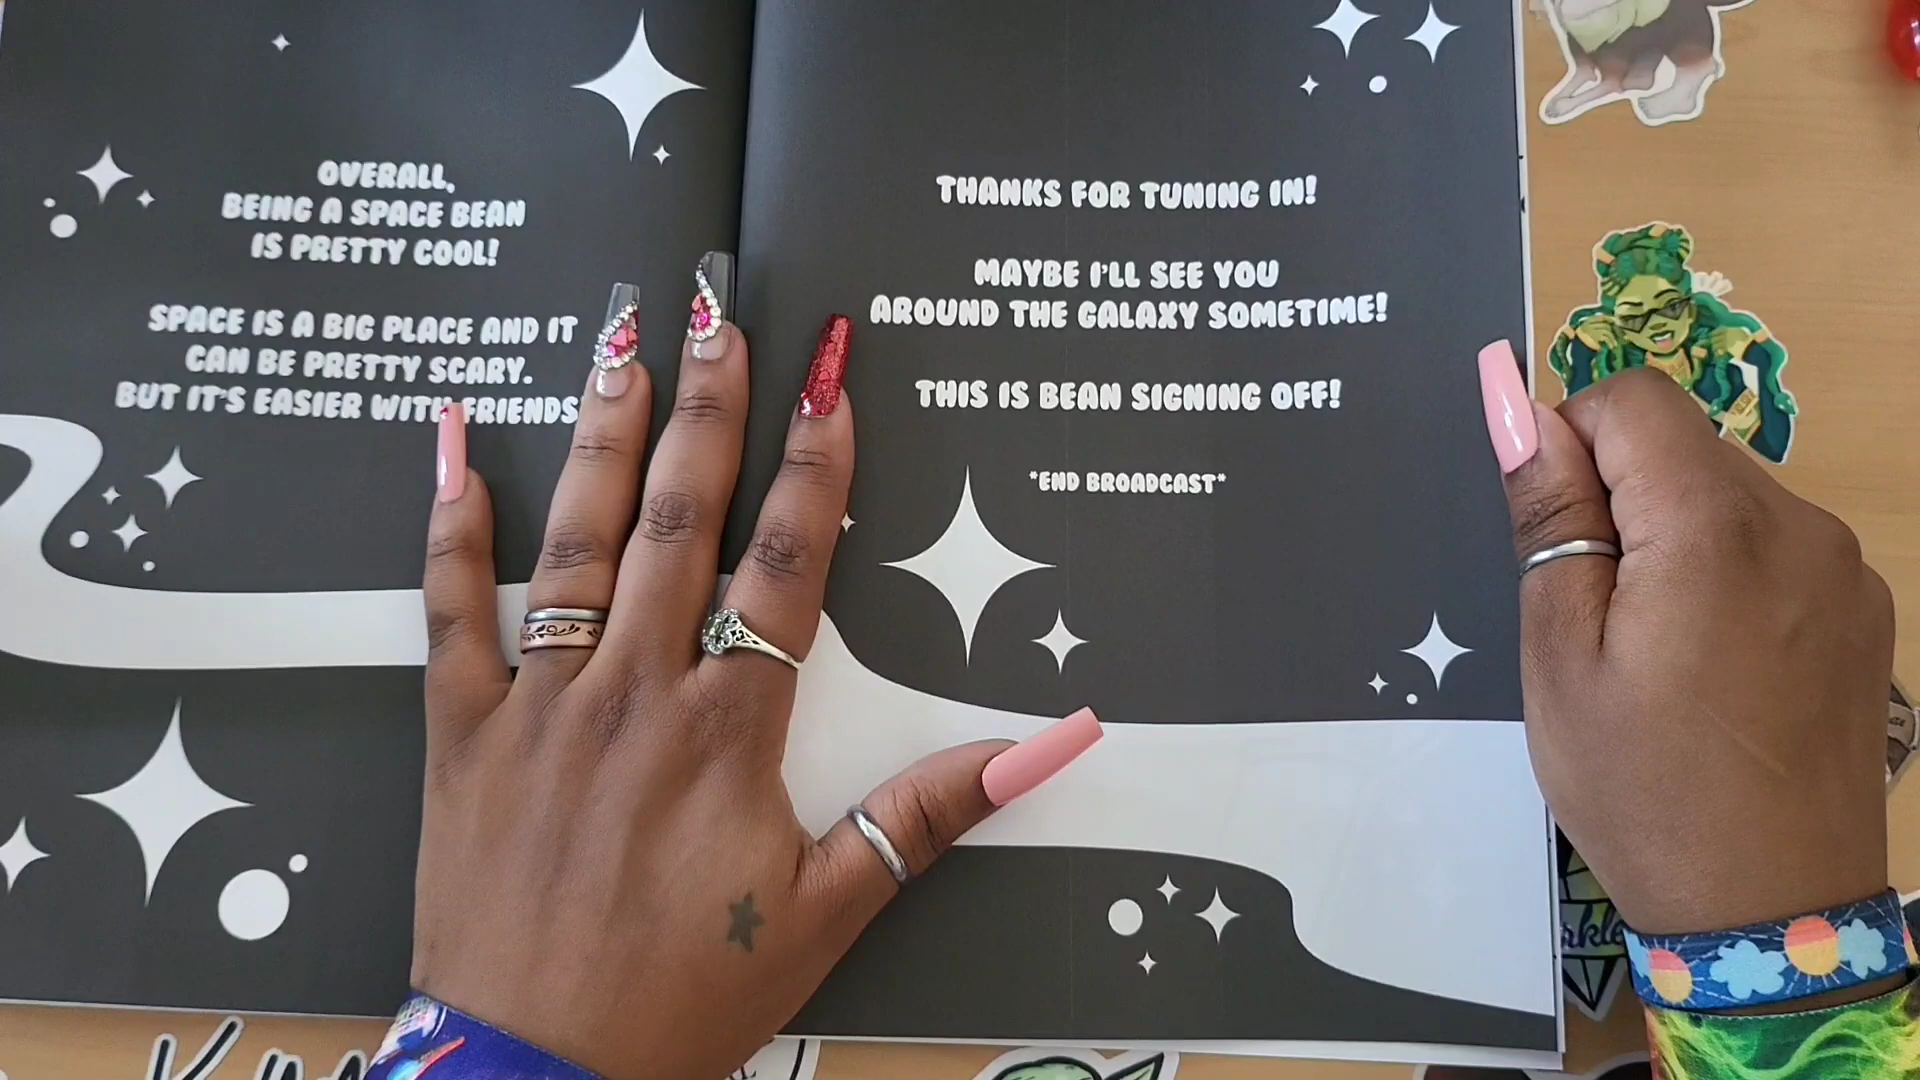 OVERALL,
BEING A SPACE BEAN
IS PRETTY COOL!
SPACE IS A BIG PLACE AND IT
CAN BE PRETTY SCARY.
BUT IT'S EASIER WITH FRIENDS
THANKS FOR TUNING IN!
MAYBE I'LL SEE YOU
AROUND THE GALAXY SOMETIME!
THIS IS BEAN SIGNING OFF!
*END BROADCAST*